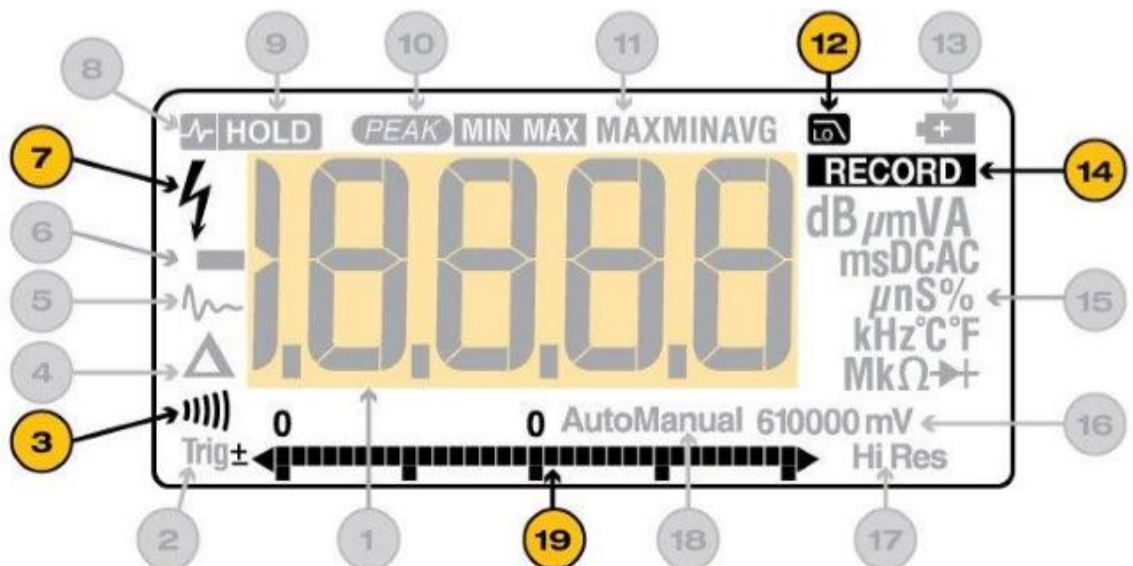 9 10 11 12 13
8
HOLD PEAK MIN MAX MAXMINAVG LO +
7 RECORD 14
8.8.8.8 dB µmVA
6 msDCAC
5 µnS% 15
kHz°C°F
4 MkΩ
3 0 0 AutoManual 610000 mV 16
Trig± Hi Res
2 1 19 18 17